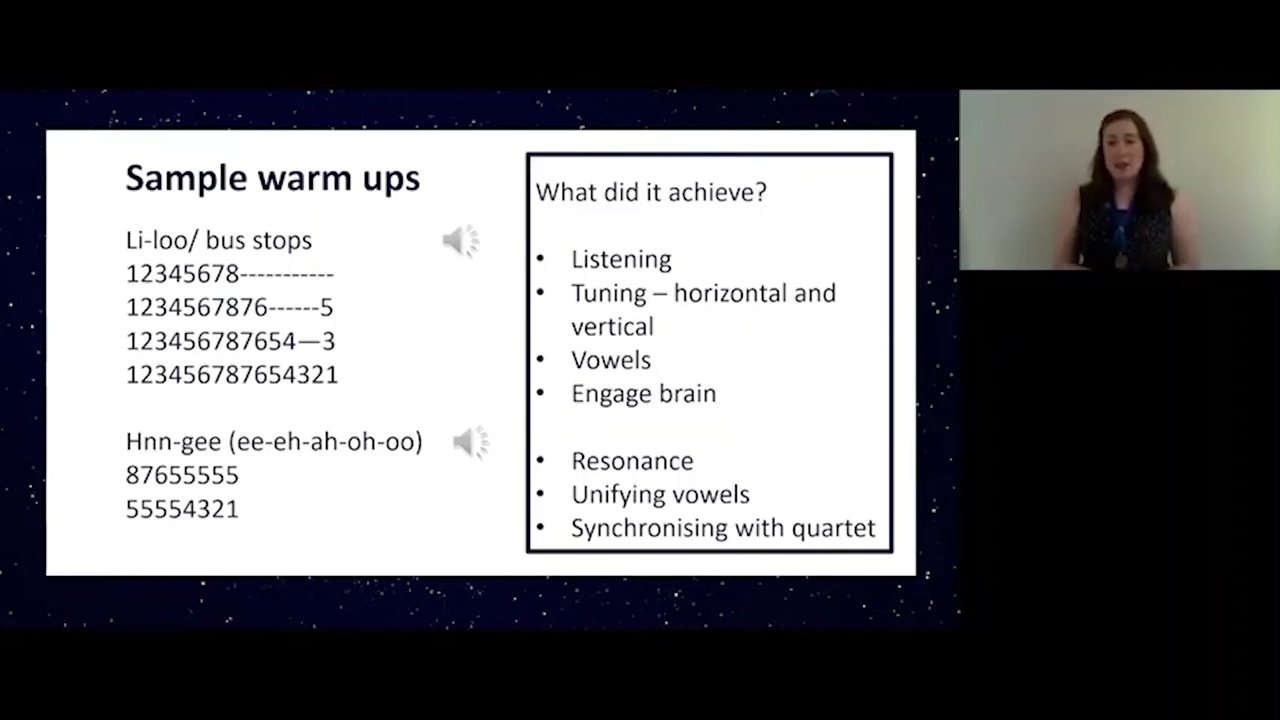 Sample warm ups
Li-loo/ bus stops
12345678-----------
1234567876------5
123456787654—3
123456787654321
Hnn-gee (ee-eh-ah-oh-oo)
87655555
55554321
What did it achieve?
• Listening
• Tuning – horizontal and
vertical
• Vowels
• Engage brain
• Resonance
• Unifying vowels
• Synchronising with quartet